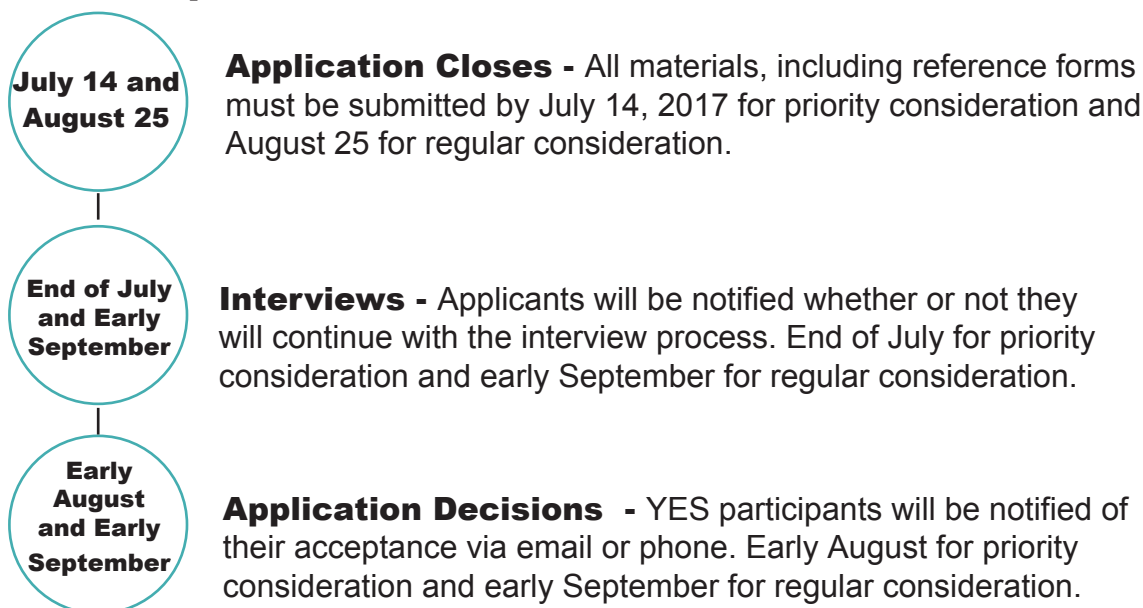 July 14 and
August 25
Application Closes - All materials, including reference forms
must be submitted by July 14, 2017 for priority consideration and
August 25 for regular consideration.
End of July
and Early
September
Interviews - Applicants will be notified whether or not they
will continue with the interview process. End of July for priority
consideration and early September for regular consideration.
Early
August
and Early
September
Application Decisions - YES participants will be notified of
their acceptance via email or phone. Early August for priority
consideration and early September for regular consideration.